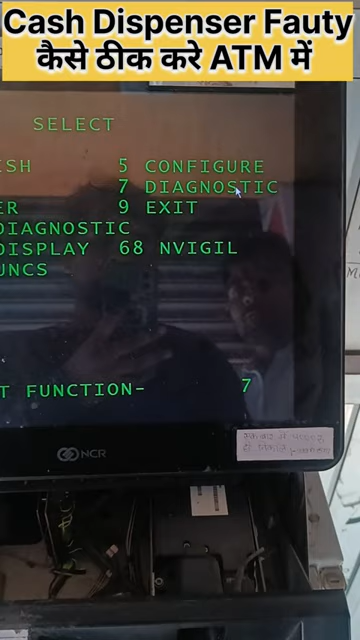 Cash Dispenser Fauty
कैसे ठीक करे ATM में
SELECT
ISH 5 CONFIGURE
7 DIAGNOSTIC
ER 9 EXIT
DIAGNOSTIC
DISPLAY 68 NVIGIL
UNCS
T FUNCTION- 7
NCR